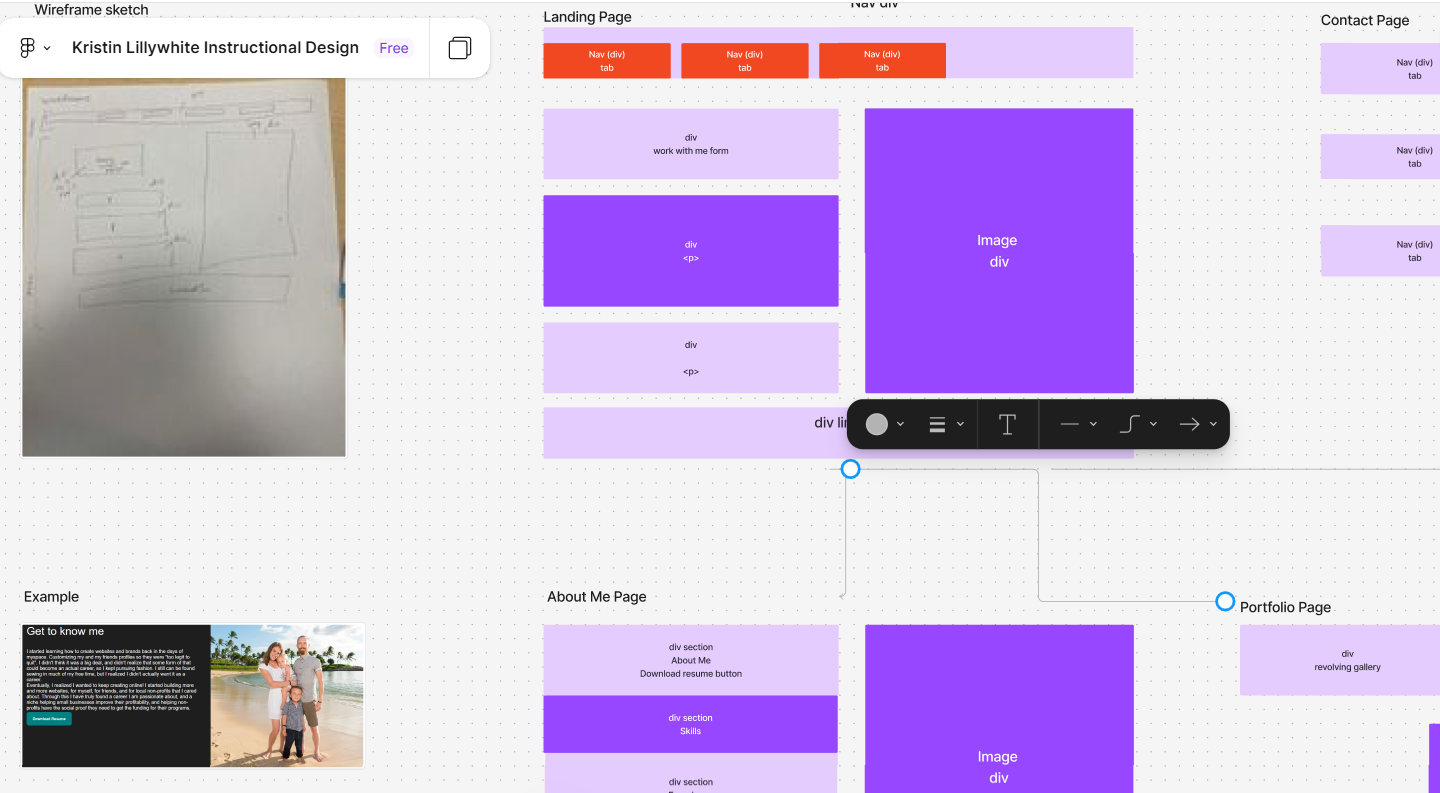 Wireframe sketch
Kristin Lillywhite Instructional Design
Free
Landing Page
Nav div
Nav (div)
tab
Nav (div)
tab
Nav (div)
tab
div
work with me form
div
<p>
div
<p>
Image
div
div
Contact Page
Nav (div)
tab
Nav (div)
tab
Nav (div)
tab
Example
Get to know me
I started learning how to create websites and brands back in the days of
myspace. Customizing my and my friends profiles so they were "too legit to
quit". I didn't think it was a big deal, and didn't realize that some form of that
could become an actual career, so I kept pursuing fashion. I still can be found
sewing in much of my free time, but I realized I didn't actually want it as a
career.
Eventually, I realized I wanted to keep creating online! I started building more
and more websites, for myself, for friends, and for local non-profits that I cared
about. Through this I have truly found a career I am passionate about, and a
niche helping small businesses improve their profitability, and helping non-
profits have the social proof they need to get the funding for their programs.
Download Resume
About Me Page
div section
About Me
Download resume button
div section
Skills
div section
Image
div
Portfolio Page
div
revolving gallery